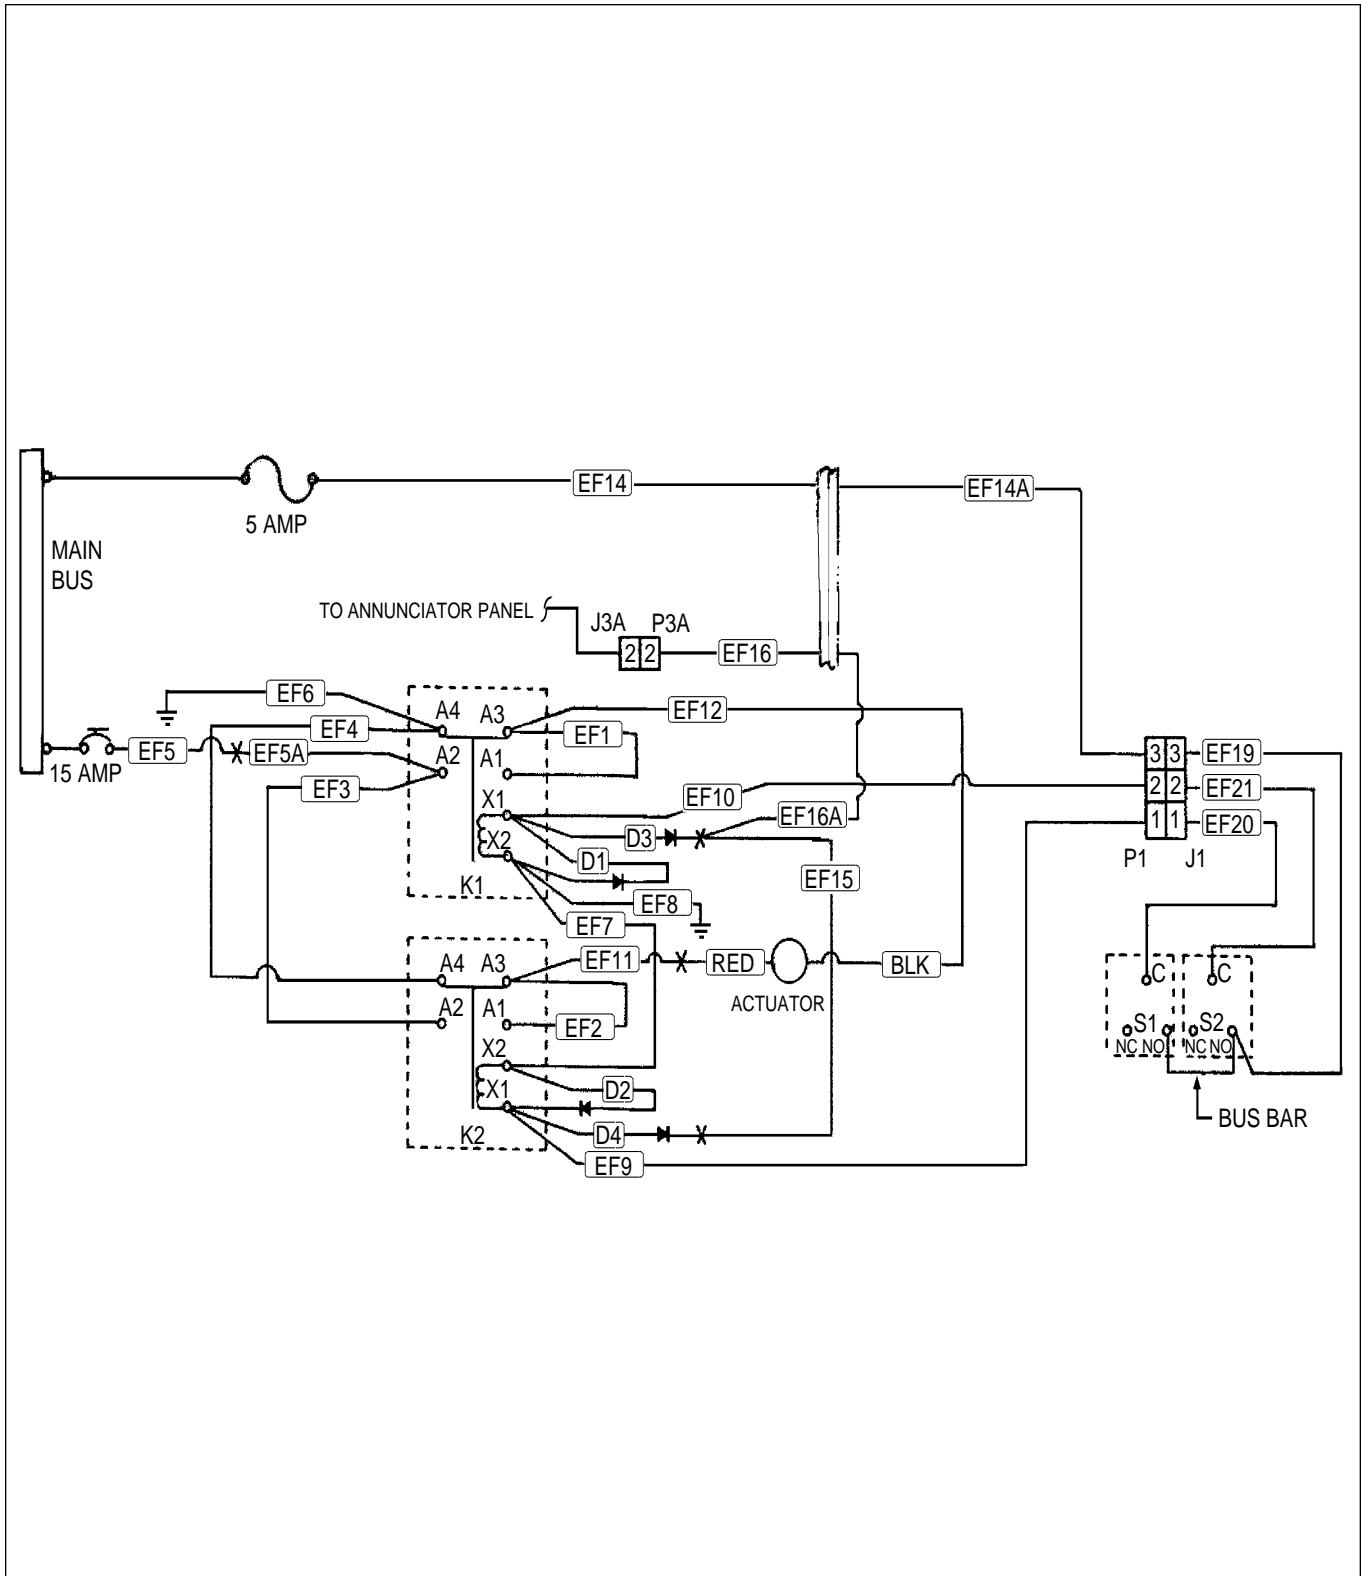 EF14
EF14A
5 AMP
MAIN
BUS
TO ANNUNCIATOR PANEL
J3A
P3A
2 2
EF16
EF6
EF4
A4
A3
EF12
EF1
EF5
EF5A
15 AMP
A2
A1
EF3
3 3
EF19
2 2
EF21
1 1
EF20
P1
J1
X1
EF10
EF16A
D3
X2
D1
EF15
K1
EF8
EF7
A4
A3
EF11
RED
BLK
ACTUATOR
A2
A1
EF2
C
C
S1
S2
NC NO
NC NO
X2
X1
D2
BUS BAR
K2
D4
EF9